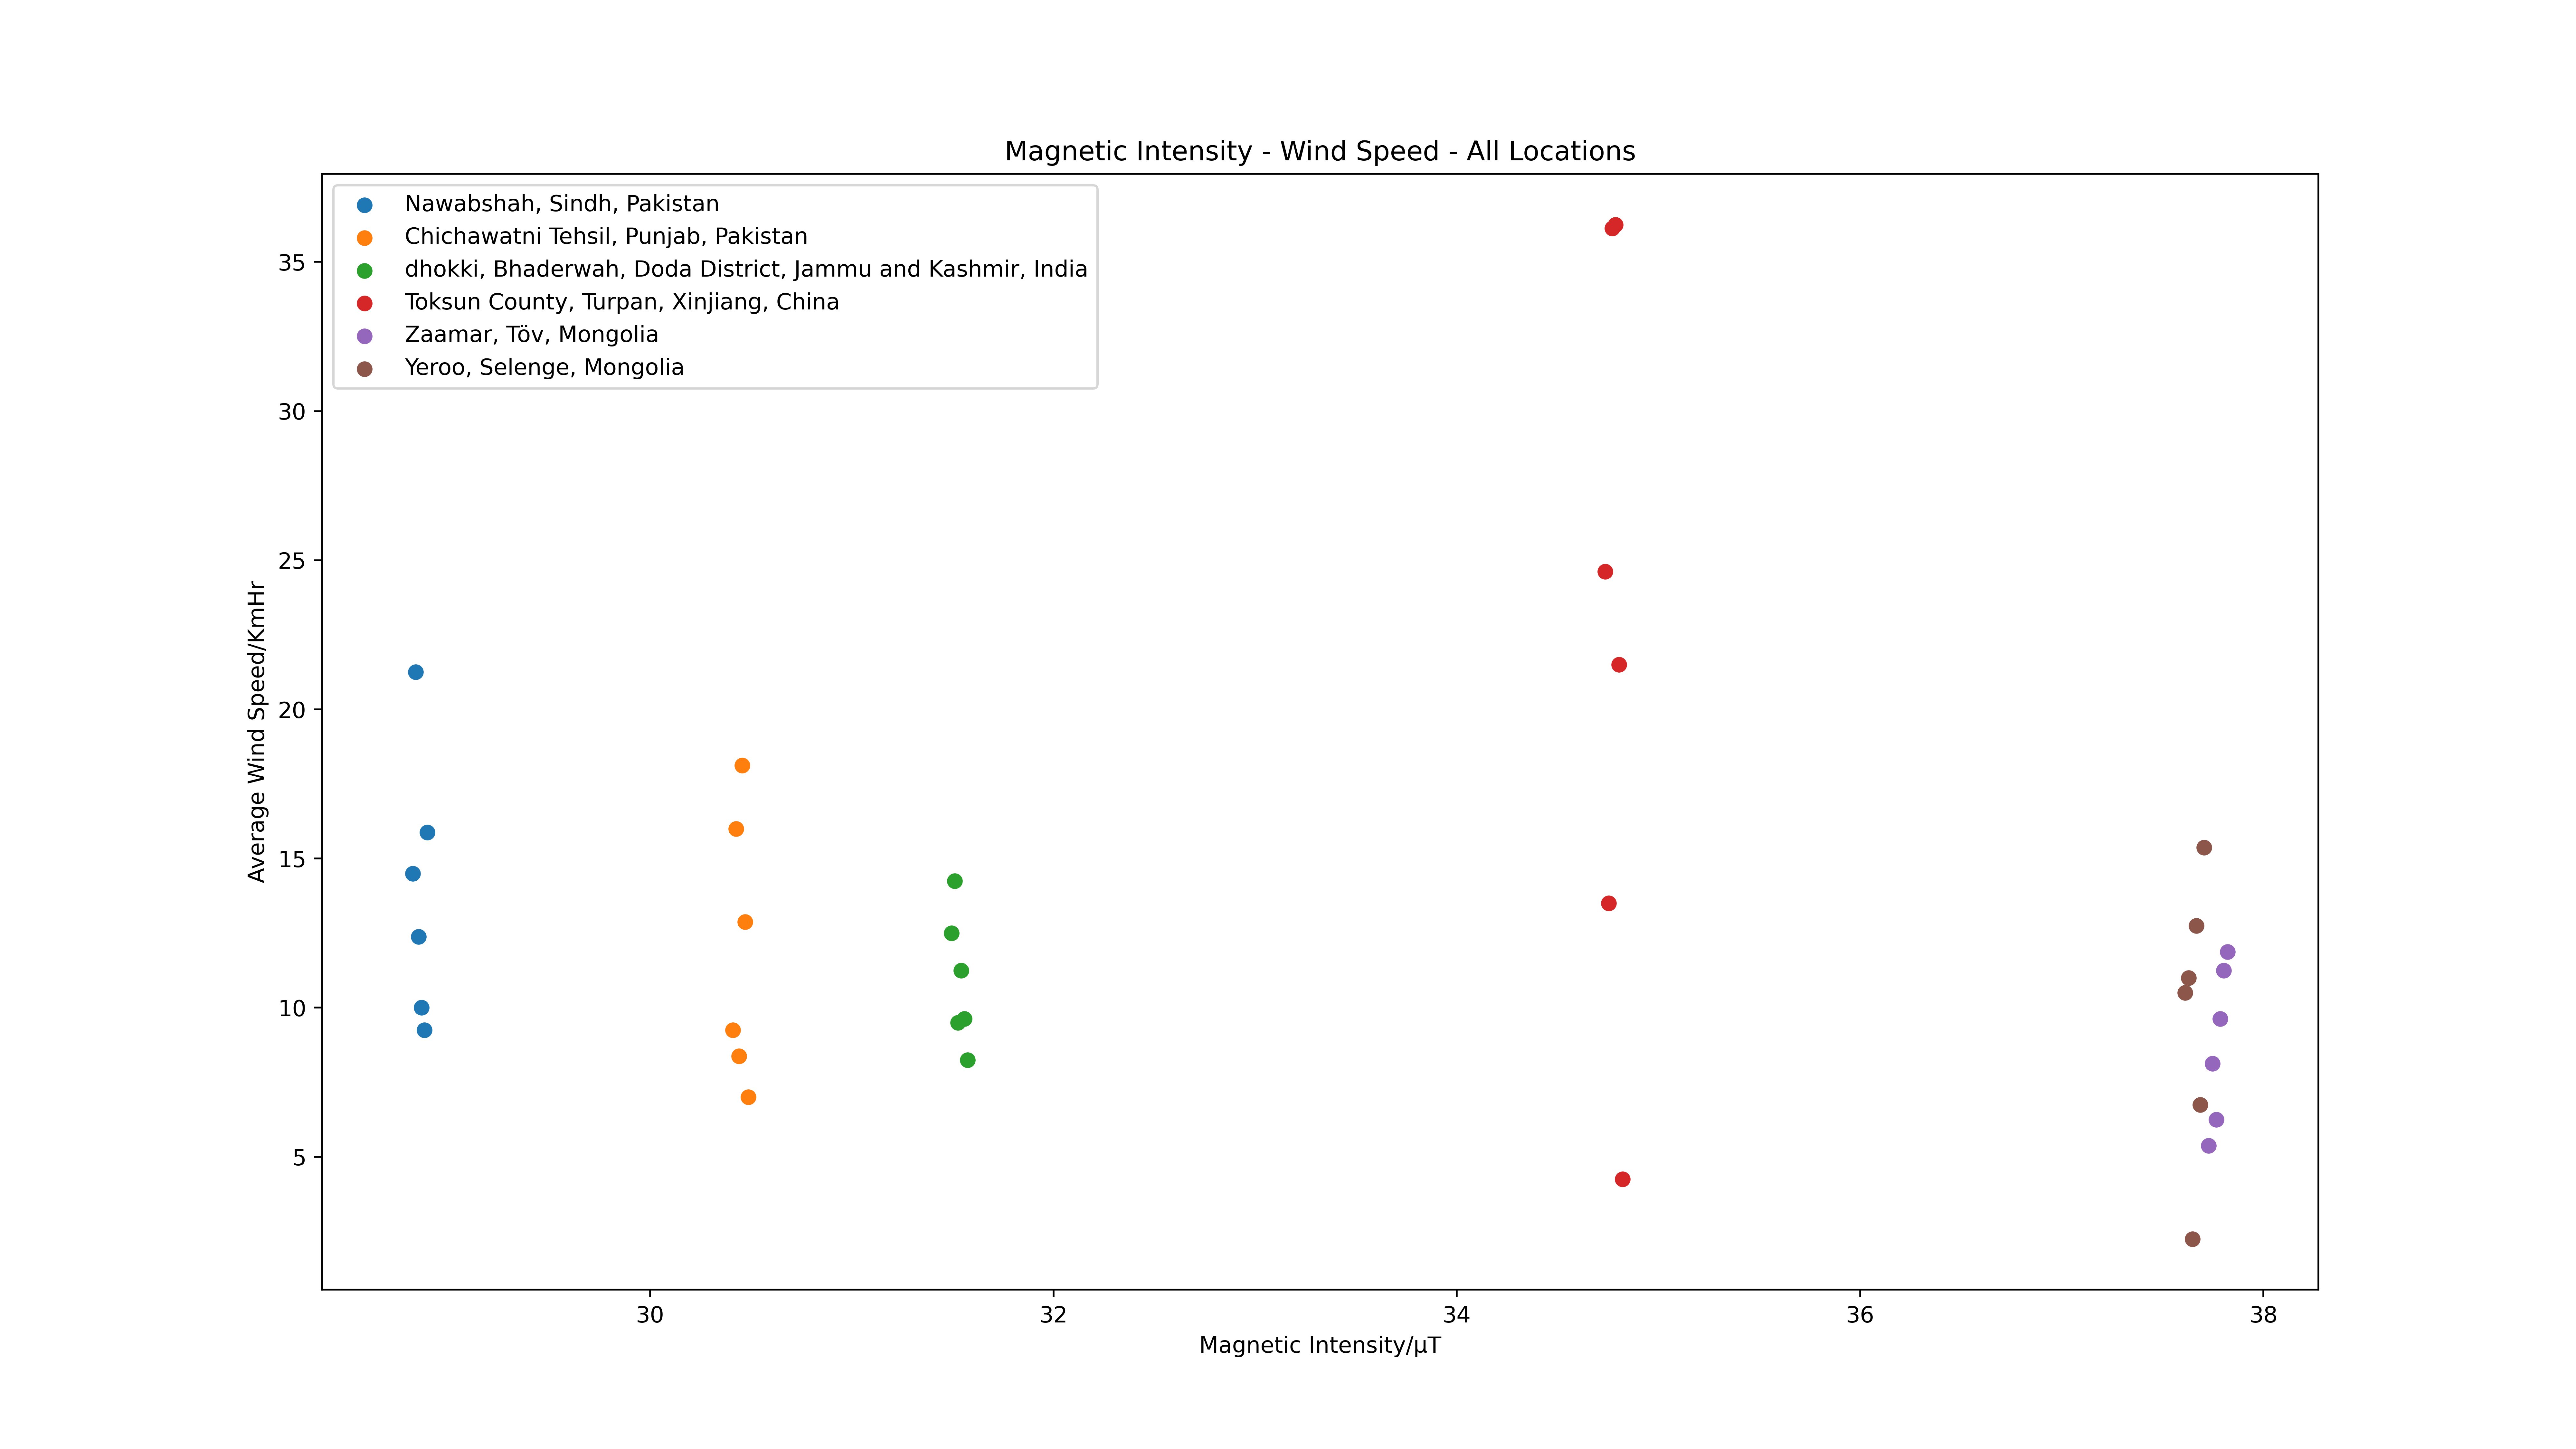 Magnetic Intensity - Wind Speed - All Locations
Nawabshah, Sindh, Pakistan
Chichawatni Tehsil, Punjab, Pakistan
dhokki, Bhaderwah, Doda District, Jammu and Kashmir, India
Toksun County, Turpan, Xinjiang, China
Zaamar, Töv, Mongolia
Yeroo, Selenge, Mongolia
Average Wind Speed/KmHr
35
30
25
20
15
10
5
30 32 34 36 38
Magnetic Intensity/μT